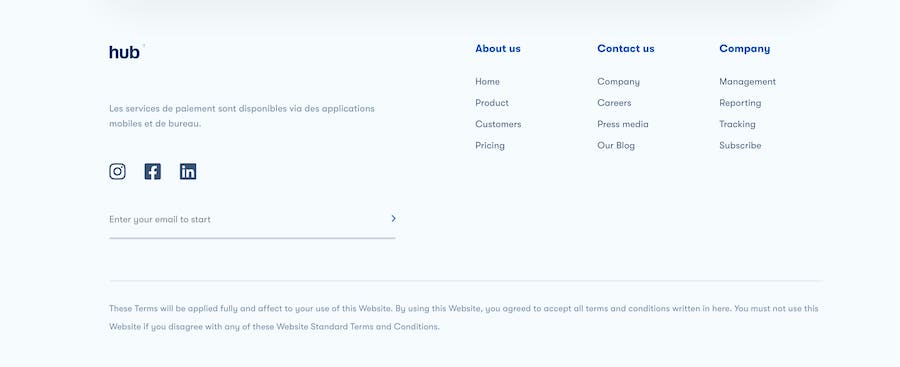 hub
Les services de paiement sont disponibles via des applications
mobiles et de bureau.
Enter your email to start
About us
Home
Product
Customers
Pricing
Contact us
Company
Careers
Press media
Our Blog
Company
Management
Reporting
Tracking
Subscribe
These Terms will be applied fully and affect to your use of this Website. By using this Website, you agreed to accept all terms and conditions written in here. You must not use this
Website if you disagree with any of these Website Standard Terms and Conditions.